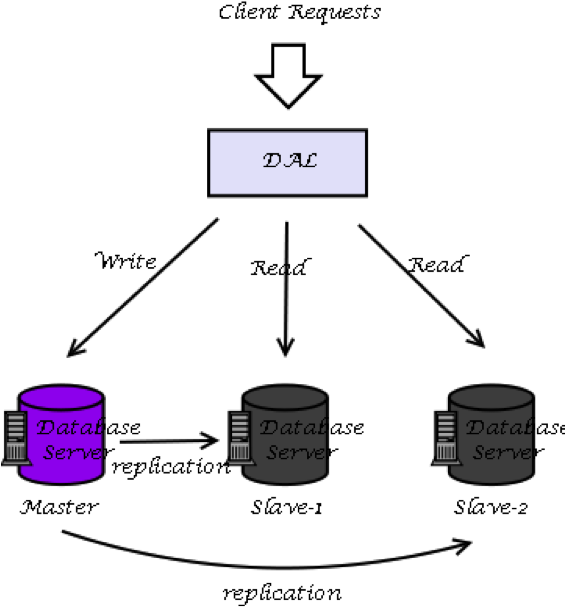 Client Requests
DAL
Write
Read
Read
Database
Server
Database
Server
Database
Server
replication
Master
Slave-1
Slave-2
replication